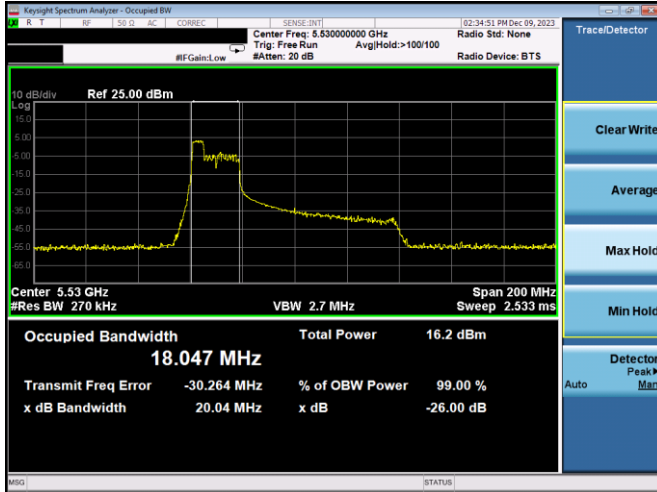 Keysight Spectrum Analyzer - Occupied BW
R T RF 50 Ω AC CORREC SENSE:INT 02:34:51 PM Dec 09, 2023
Center Freq: 5.530000000 GHz Radio Std: None
Trig: Free Run Avg|Hold:>100/100
#IFGain:Low #Atten: 20 dB Radio Device: BTS
Trace/Detector
10 dB/div Ref 25.00 dBm
Log
15.0
5.00
-5.00
-15.0
-25.0
-35.0
-45.0
-55.0
-65.0
Center 5.53 GHz Span 200 MHz
#Res BW 270 kHz VBW 2.7 MHz Sweep 2.533 ms
Occupied Bandwidth Total Power 16.2 dBm
18.047 MHz
Transmit Freq Error -30.264 MHz % of OBW Power 99.00 %
x dB Bandwidth 20.04 MHz x dB -26.00 dB
Clear Write
Average
Max Hold
Min Hold
Detector
Peak▶
Auto Man
MSG STATUS